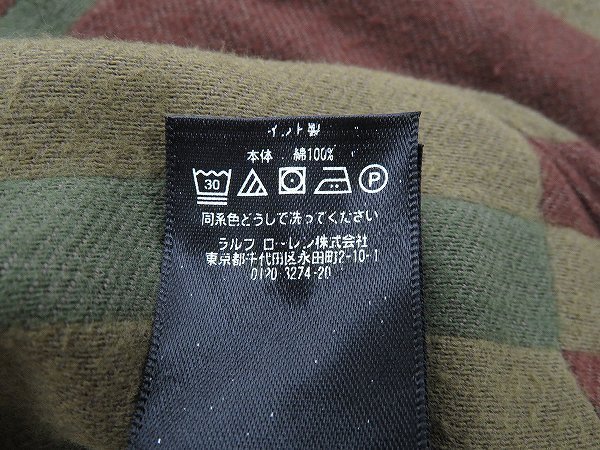 インド製
本体 綿100%
30 P
同系色どうしで洗ってください
ラルフ ローレン株式会社
東京都千代田区永田町2-10-1
0120-3274-20